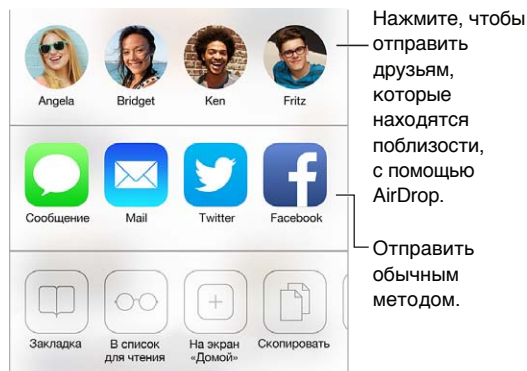 Angela Bridget Ken Fritz
Нажмите, чтобы
отправить
друзьям,
которые
находятся
поблизости,
с помощью
AirDrop.
Сообщение Mail Twitter Facebook
Отправить
обычным
методом.
Закладка В список На экран Скопировать
для чтения «Домой»